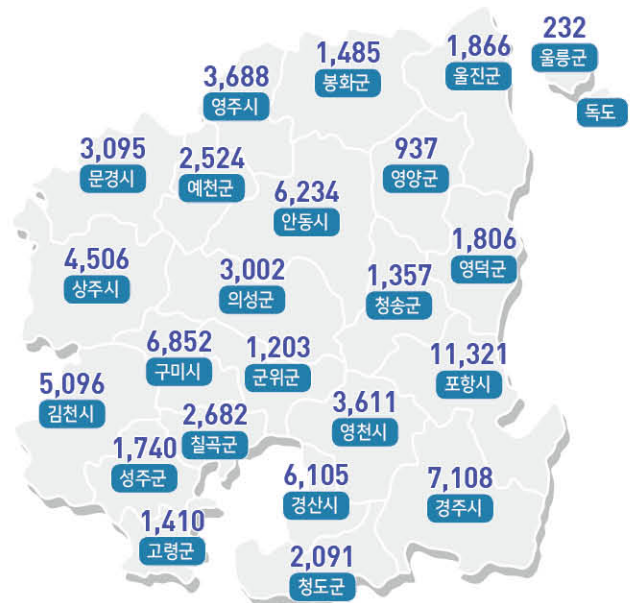 232
울릉군
독도
1,866
울진군
1,485
봉화군
3,688
영주시
3,095
문경시
2,524
예천군
937
영양군
6,234
안동시
1,806
영덕군
4,506
상주시
3,002
의성군
1,357
청송군
6,852
구미시
1,203
군위군
11,321
포항시
5,096
김천시
2,682
칠곡군
3,611
영천시
1,740
성주군
6,105
경산시
7,108
경주시
1,410
고령군
2,091
청도군